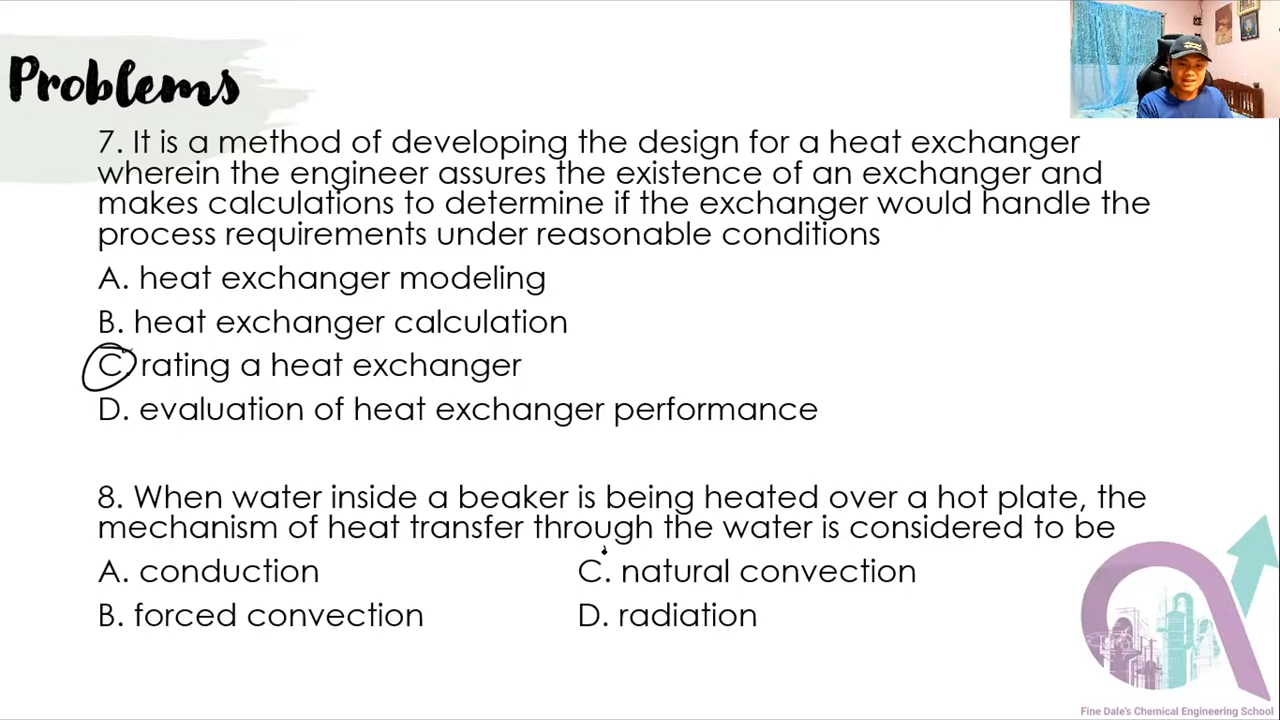 Problems
7. It is a method of developing the design for a heat exchanger
wherein the engineer assures the existence of an exchanger and
makes calculations to determine if the exchanger would handle the
process requirements under reasonable conditions
A. heat exchanger modeling
B. heat exchanger calculation
C. rating a heat exchanger
D. evaluation of heat exchanger performance
8. When water inside a beaker is being heated over a hot plate, the
mechanism of heat transfer through the water is considered to be
A. conduction
C. natural convection
B. forced convection
D. radiation
Fine Dale's Chemical Engineering School